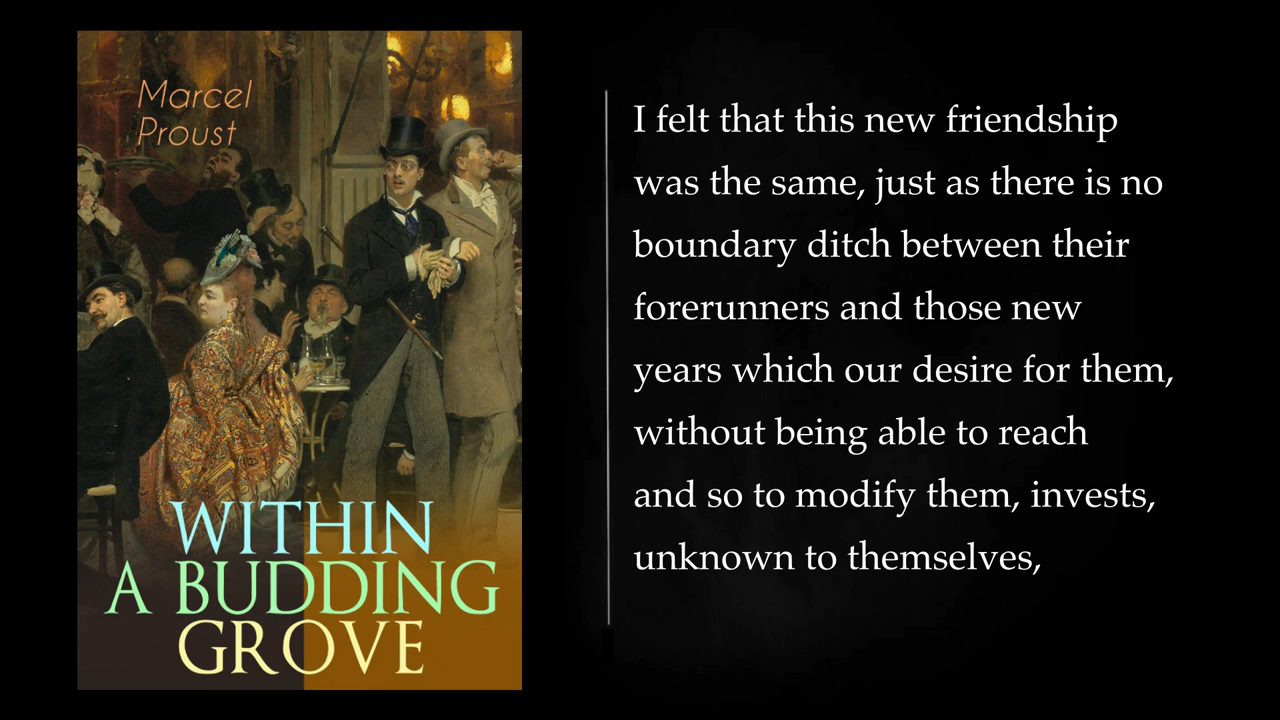 Marcel
Proust
WITHIN
A BUDDING
GROVE
I felt that this new friendship
was the same, just as there is no
boundary ditch between their
forerunners and those new
years which our desire for them,
without being able to reach
and so to modify them, invests,
unknown to themselves,